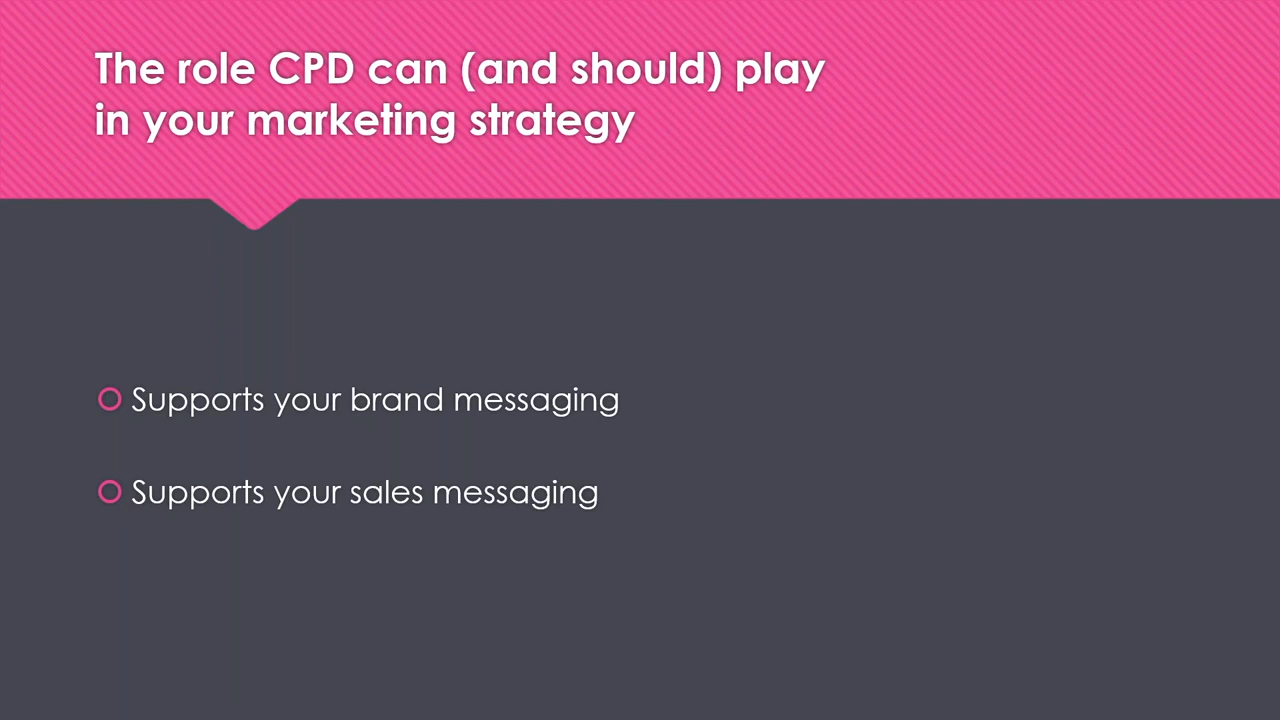 The role CPD can (and should) play
in your marketing strategy
Supports your brand messaging
Supports your sales messaging